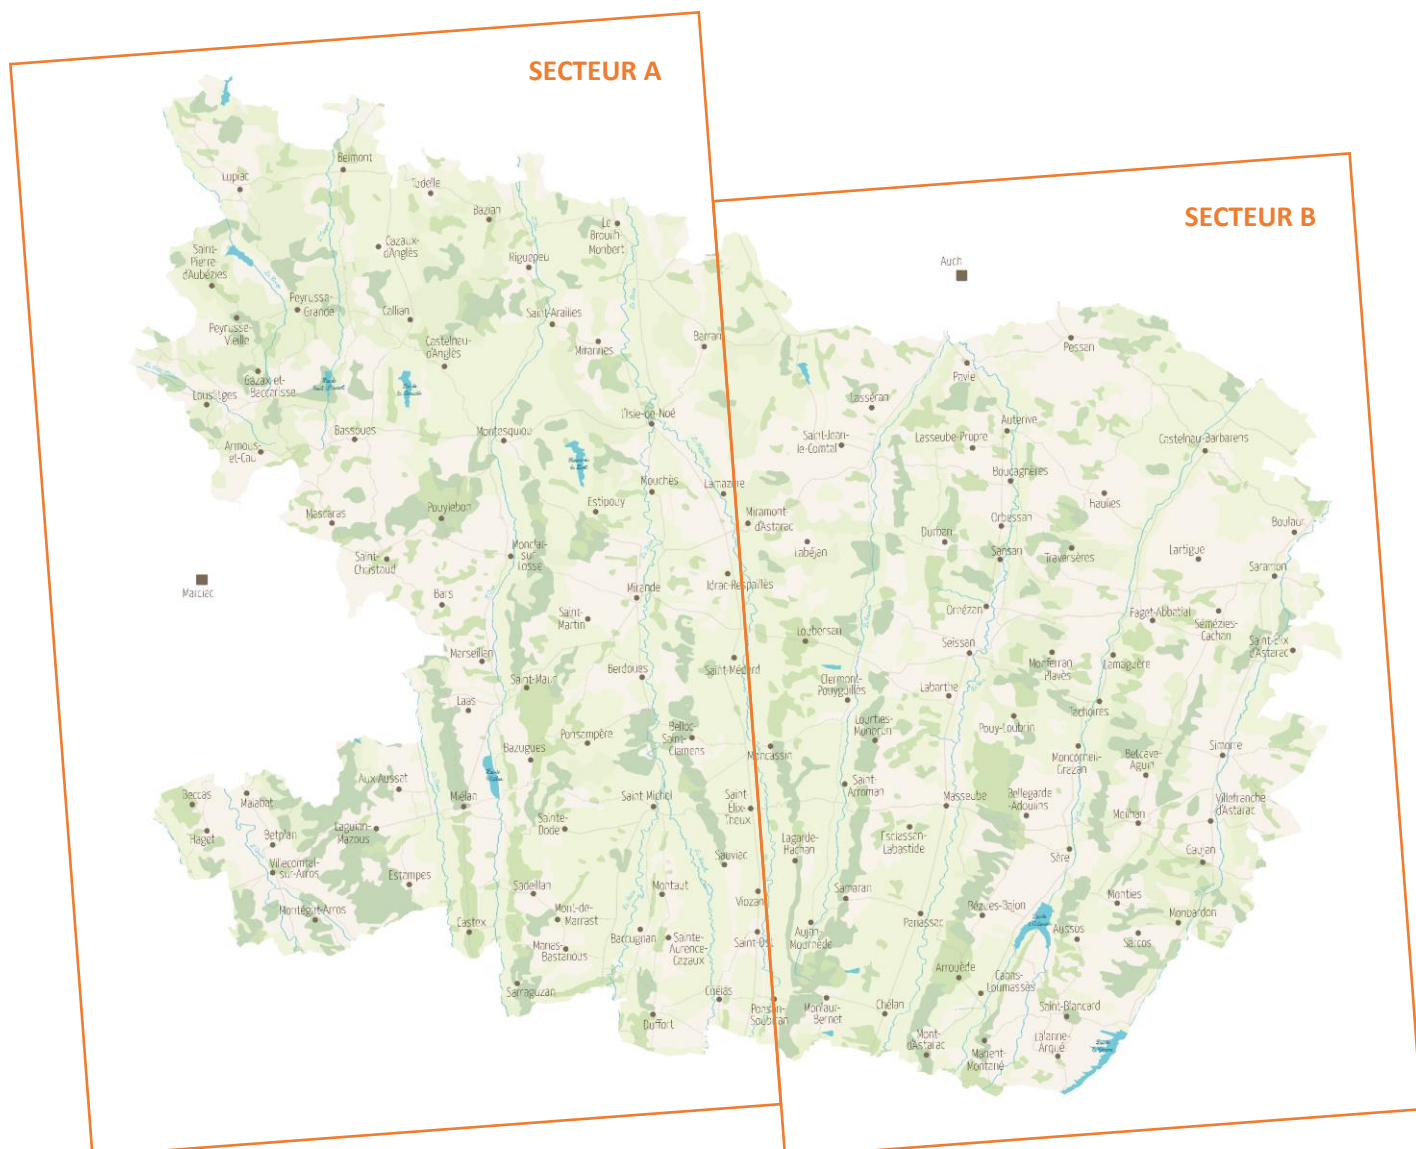 SECTEUR A
SECTEUR B
Lupiac
Belmont
Tudelle
Bazian
Le
Brouilh-
Monbert
Cazaux-
d'Anglès
Riguepeu
Saint-
Pierre
d'Aubézies
Peyrusse-
Grande
Peyrusse-
Vieille
Callian
Saint-Arailles
Castelnau-
d'Anglès
Mirannes
Barran
Auch
Pessan
Pavie
Gazax-et-
Baccarisse
Louslitges
Lasséran
Armous-
et-Cau
Bassoues
Montesquiou
l'Isle-de-Noé
Saint-Jean-
le-Comtal
Lasseube-Propre
Auterive
Castelnau-Barbarens
Boucagnères
Mascaras
Pouylebon
Estipouy
Mouchès
Lamazère
Miramont-
d'Astarac
Haulies
Orbessan
Durban
Boulaur
Saint-
Christaud
Monclar-
sur-
Losse
Labéjan
Sansan
Traversères
Lartigue
Saramon
Marciac
Bars
Mirande
Idrac-Respaillès
Saint-
Martin
Ornézan
Faget-Abbatial
Sémézies-
Cachan
Loubersan
Seissan
Saint-Elix
d'Astarac
Marseillan
Berdoues
Saint-Médard
Monferran
Plavès
Lamaguère
Saint-Maur
Clermont-
Pouyguillès
Labarthe
Laas
Tachoires
Belloc-
Saint-
Clamens
Lourties-
Monbrun
Pouy-Loubrin
Ponsampère
Bazugues
Moncassin
Moncorneil-
Grazan
Bellegarde
-Adoulins
Simorre
Aux Aussat
Miélan
Saint Michel
Saint-
Elix-
Theux
Saint-
Arroman
Masseube
Meilhan
Villefranche
d'Astarac
Beccas
Malabat
Haget
Betplan
Laguian-
Mazous
Sainte-
Dode
Lagarde-
Hachan
Esclassan-
Labastide
Sère
Gaujan
Villecomtal
-sur-Arros
Estampes
Sauviac
Sadeillan
Montaut
Viozan
Samaran
Monties
Montégut-Arros
Mont-de-
Marrast
Panassac
Bézues-Bajon
Monbardon
Castex
Manas-
Bastanous
Barcugnan
Sainte-
Aurence-
Cazaux
Saint-Ost
Aujan-
Mournède
Aussos
Sarcos
Sarraguzan
Arrouède
Cabas-
Loumassès
Cuélas
Ponsan-
Soubiran
Monlaur-
Bernet
Chélan
Saint-Blancard
Duffort
Mont-
d'Astarac
Manent-
Montané
Lalanne-
Arqué